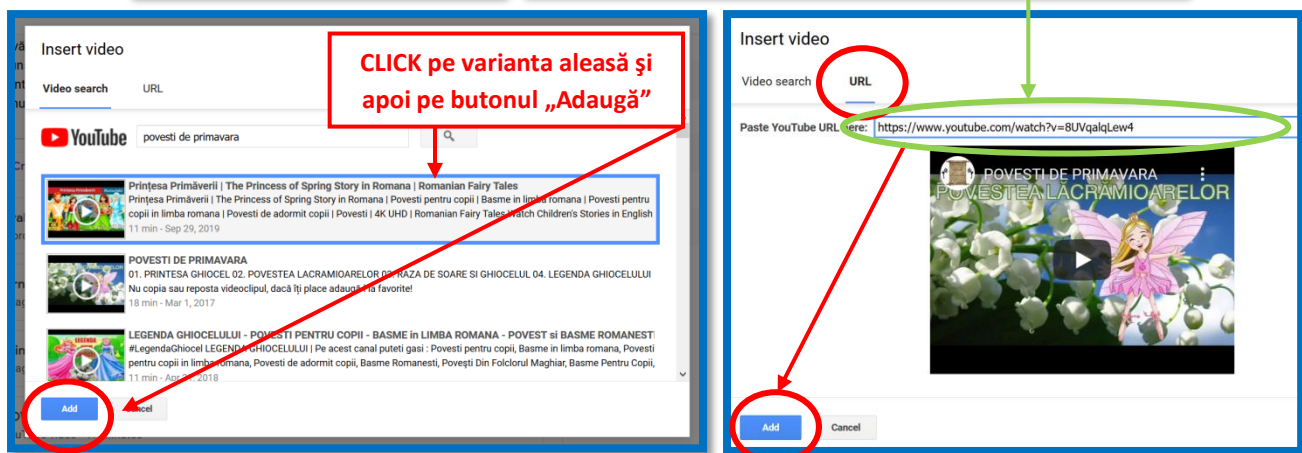 Insert video
Video search URL
CLICK pe varianta aleasă şi
apoi pe butonul „Adaugă”
YouTube povesti de primavara
Prințesa Primăverii | The Princess of Spring Story in Romana | Romanian Fairy Tales
Prințesa Primăverii | The Princess of Spring Story in Romana | Povesti pentru copii | Basme in limba romana | Povesti pentru
copii in limba romana | Povesti de adormit copii | Povesti | 4K UHD | Romanian Fairy Tales Watch Children's Stories in English
11 min - Sep 29, 2019
POVESTI DE PRIMAVARA
01. PRINTESA GHIOCEL 02. POVESTEA LACRAMIOARELOR 03. RAZA DE SOARE SI GHIOCELUL 04. LEGENDA GHIOCELULUI
Nu copia sau reposta videoclipul, dacă îți place adaugă-l la favorite!
18 min - Mar 1, 2017
LEGENDA GHIOCELULUI - POVESTI PENTRU COPII - BASME in LIMBA ROMANA - POVEST si BASME ROMANESTI
#LegendaGhiocel LEGENDA GHIOCELULUI | Pe acest canal puteti gasi : Povesti pentru copii, Basme in limba romana, Povesti
pentru copii in limba romana, Povesti de adormit copii, Basme Romanesti, Povești Din Folclorul Maghiar, Basme Pentru Copii,
11 min - Apr 21, 2018
Add Cancel
Insert video
Video search URL
Paste YouTube URL here: https://www.youtube.com/watch?v=8UVqalqLew4
POVESTI DE PRIMAVARA
POVESTEA LĂCRĂMIOARELOR
Add Cancel